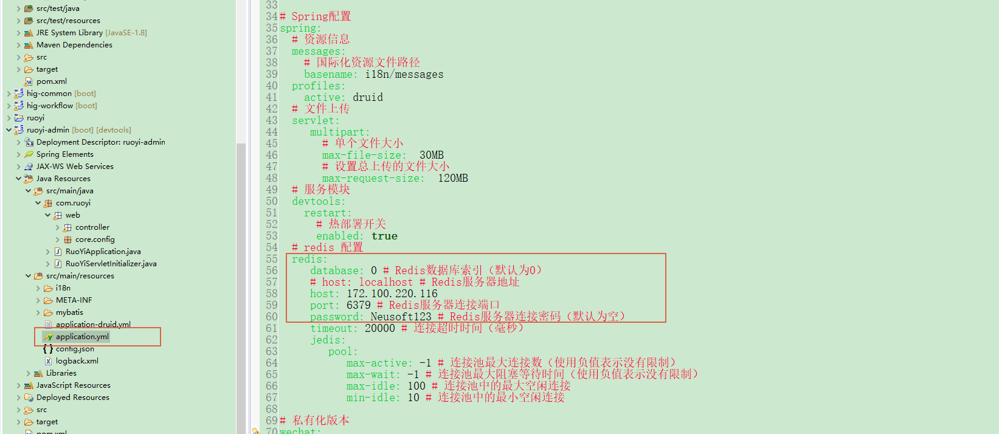 src/test/java
src/test/resources
JRE System Library [JavaSE-1.8]
Maven Dependencies
src
target
pom.xml
hig-common [boot]
hig-workflow [boot]
ruoyi
ruoyi-admin [boot] [devtools]
Deployment Descriptor: ruoyi-admin
Spring Elements
JAX-WS Web Services
Java Resources
src/main/java
com.ruoyi
web
controller
core.config
RuoYiApplication.java
RuoYiServletInitializer.java
src/main/resources
i18n
META-INF
mybatis
application-druid.yml
application.yml
config.json
logback.xml
Libraries
JavaScript Resources
Deployed Resources
src
target
pom.xml
33
34 # Spring配置
35 spring:
36 # 资源信息
37 messages:
38 # 国际化资源文件路径
39 basename: i18n/messages
40 profiles:
41 active: druid
42 # 文件上传
43 servlet:
44 multipart:
45 # 单个文件大小
46 max-file-size:  30MB
47 # 设置总上传的文件大小
48 max-request-size:  120MB
49 # 服务模块
50 devtools:
51 restart:
52 # 热部署开关
53 enabled: true
54 # redis 配置
55 redis:
56 database: 0 # Redis数据库索引（默认为0）
57 # host: localhost # Redis服务器地址
58 host: 172.100.220.116
59 port: 6379 # Redis服务器连接端口
60 password: Neusoft123 # Redis服务器连接密码（默认为空）
61 timeout: 20000 # 连接超时时间（毫秒）
62 jedis:
63 pool:
64 max-active: -1 # 连接池最大连接数（使用负值表示没有限制）
65 max-wait: -1 # 连接池最大阻塞等待时间（使用负值表示没有限制）
66 max-idle: 100 # 连接池中的最大空闲连接
67 min-idle: 10 # 连接池中的最小空闲连接
68
69 # 私有化版本
70 wechat: